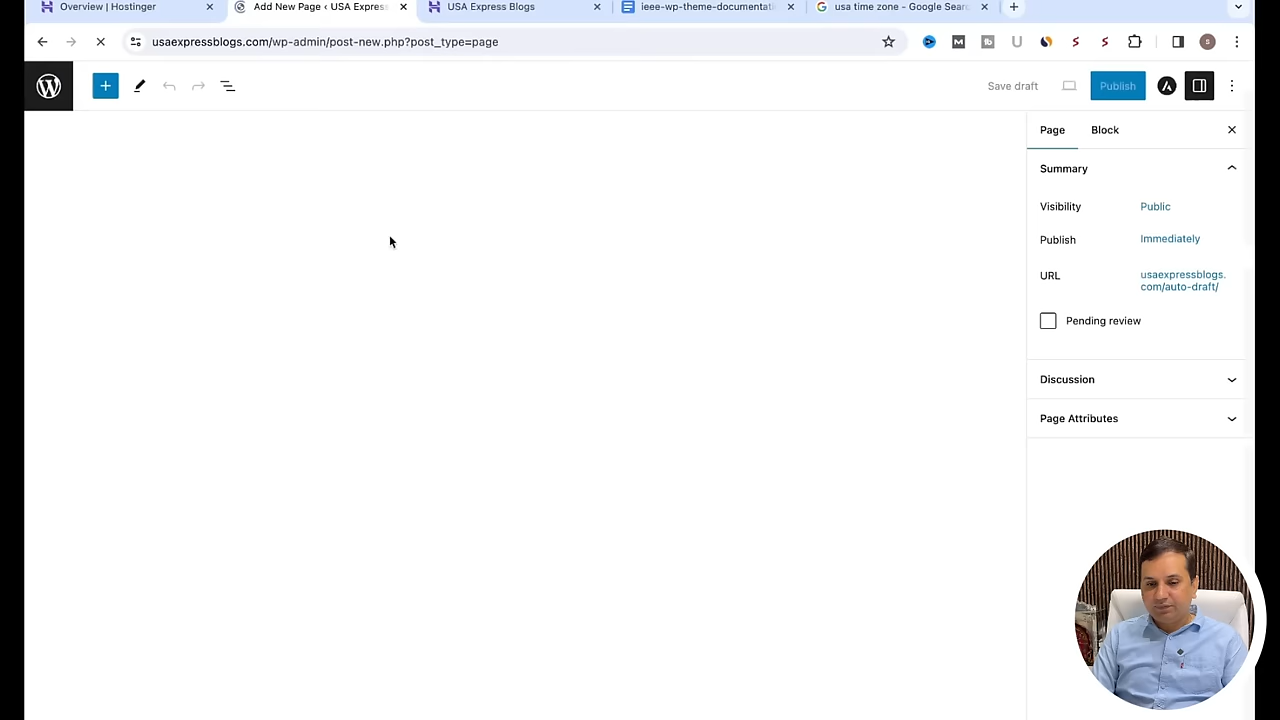 Overview | Hostinger
Add New Page ‹ USA Expres
USA Express Blogs
ieee-wp-theme-documentati
usa time zone - Google Sear
usaexpressblogs.com/wp-admin/post-new.php?post_type=page
Save draft
Publish
Page
Block
Summary
Visibility
Public
Publish
Immediately
URL
usaexpressblogs.
com/auto-draft/
Pending review
Discussion
Page Attributes